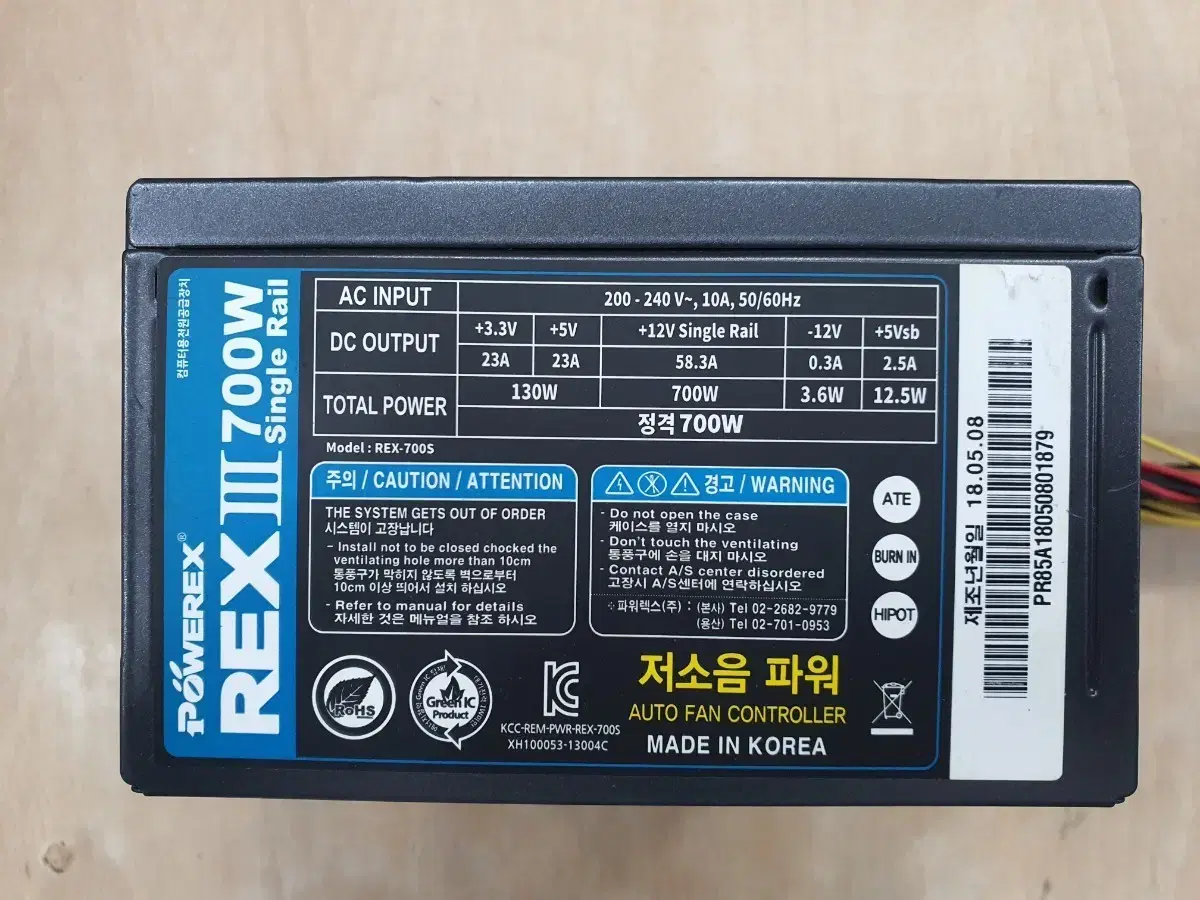 컴퓨터용전원공급장치
POWEREX®
REX III 700W
Single Rail
AC INPUT 200 - 240 V~, 10A, 50/60Hz
DC OUTPUT +3.3V +5V +12V Single Rail -12V +5Vsb
23A 23A 58.3A 0.3A 2.5A
TOTAL POWER 130W 700W 3.6W 12.5W
정격 700W
Model : REX-700S
주의 / CAUTION / ATTENTION
THE SYSTEM GETS OUT OF ORDER
시스템이 고장납니다
- Install not to be closed chocked the
ventilating hole more than 10cm
통풍구가 막히지 않도록 벽으로부터
10cm 이상 띄어서 설치 하십시오
- Refer to manual for details
자세한 것은 메뉴얼을 참조 하시오
경고 / WARNING
- Do not open the case
케이스를 열지 마시오
- Don't touch the ventilating
통풍구에 손을 대지 마시오
- Contact A/S center disordered
고장시 A/S센터에 연락하십시오
파워렉스(주) : (본사) Tel 02-2682-9779
(용산) Tel 02-701-0953
ATE
BURN IN
HIPOT
RoHS
Green IC
Product
KCC-REM-PWR-REX-700S
XH100053-13004C
저소음 파워
AUTO FAN CONTROLLER
MADE IN KOREA
제조년월일 18.05.08
PR85A18050801879